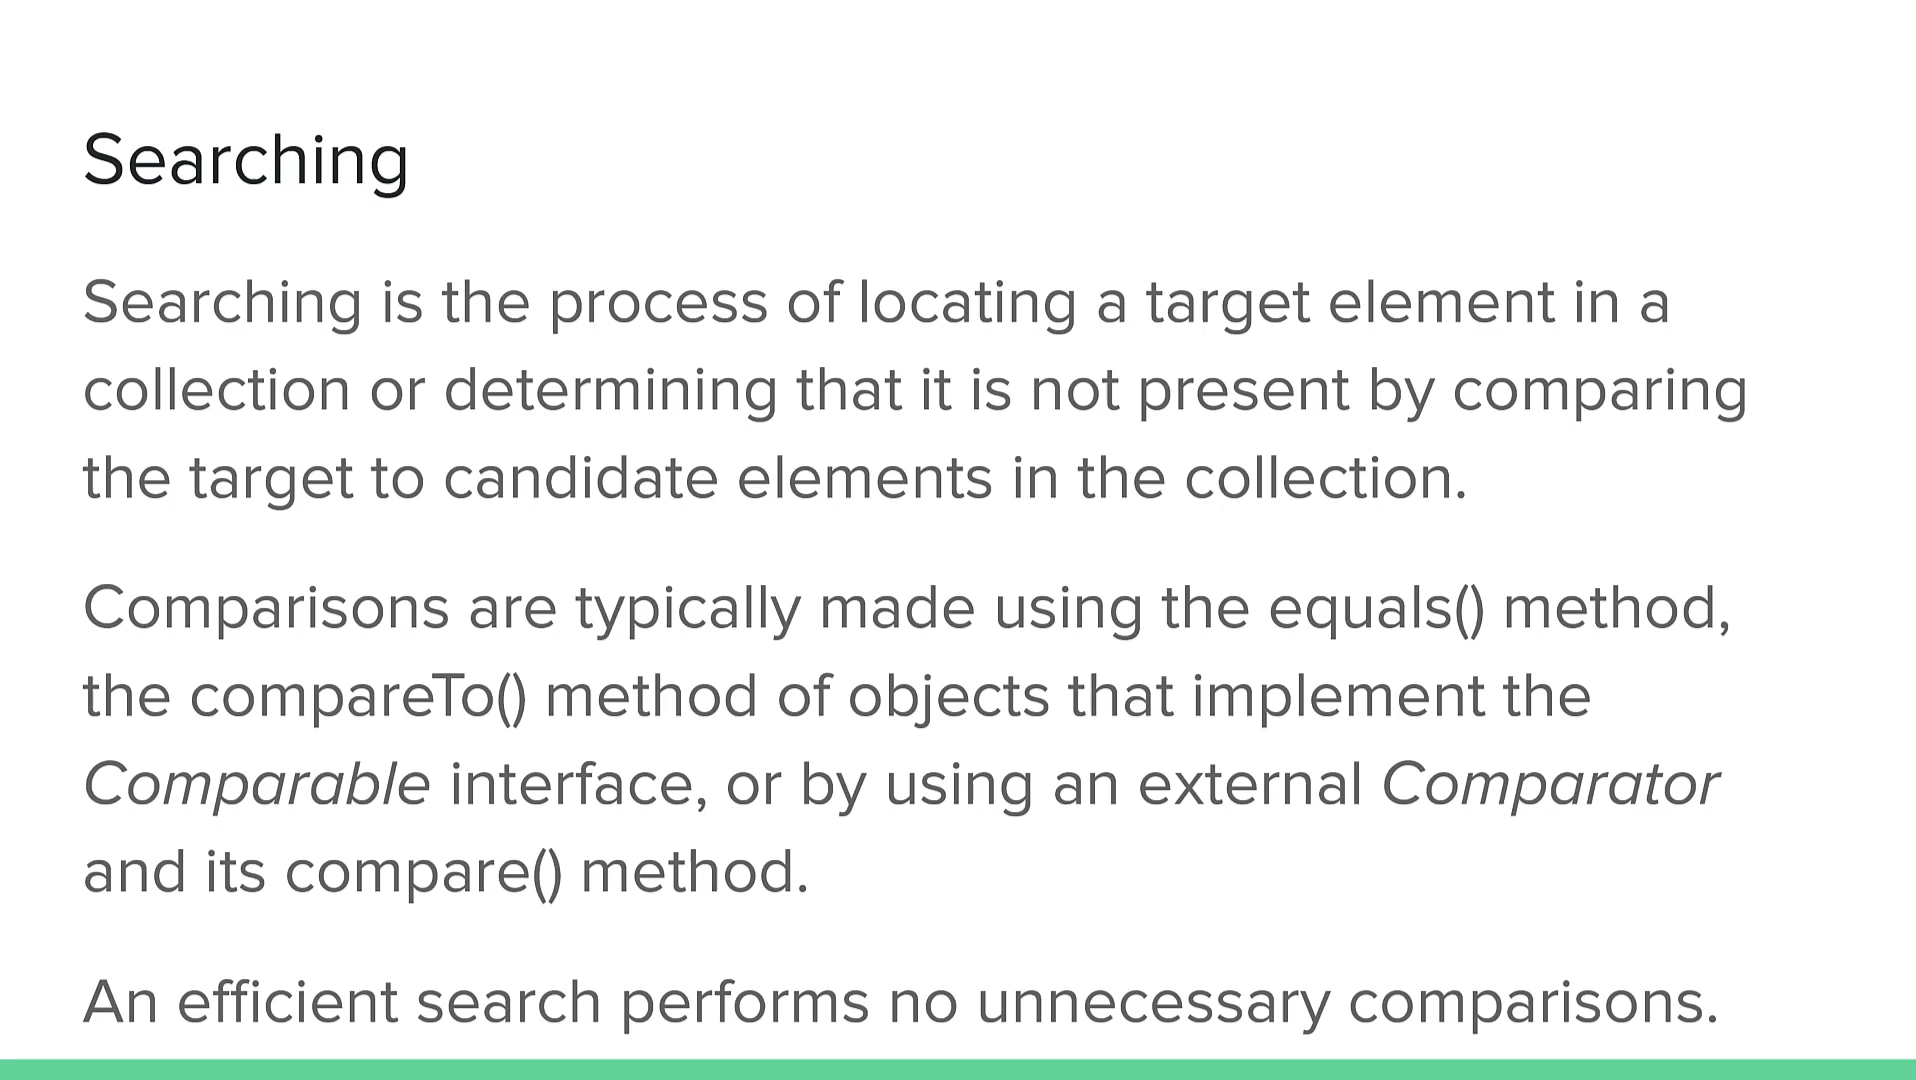 Searching
Searching is the process of locating a target element in a
collection or determining that it is not present by comparing
the target to candidate elements in the collection.
Comparisons are typically made using the equals() method,
the compareTo() method of objects that implement the
Comparable interface, or by using an external Comparator
and its compare() method.
An efficient search performs no unnecessary comparisons.